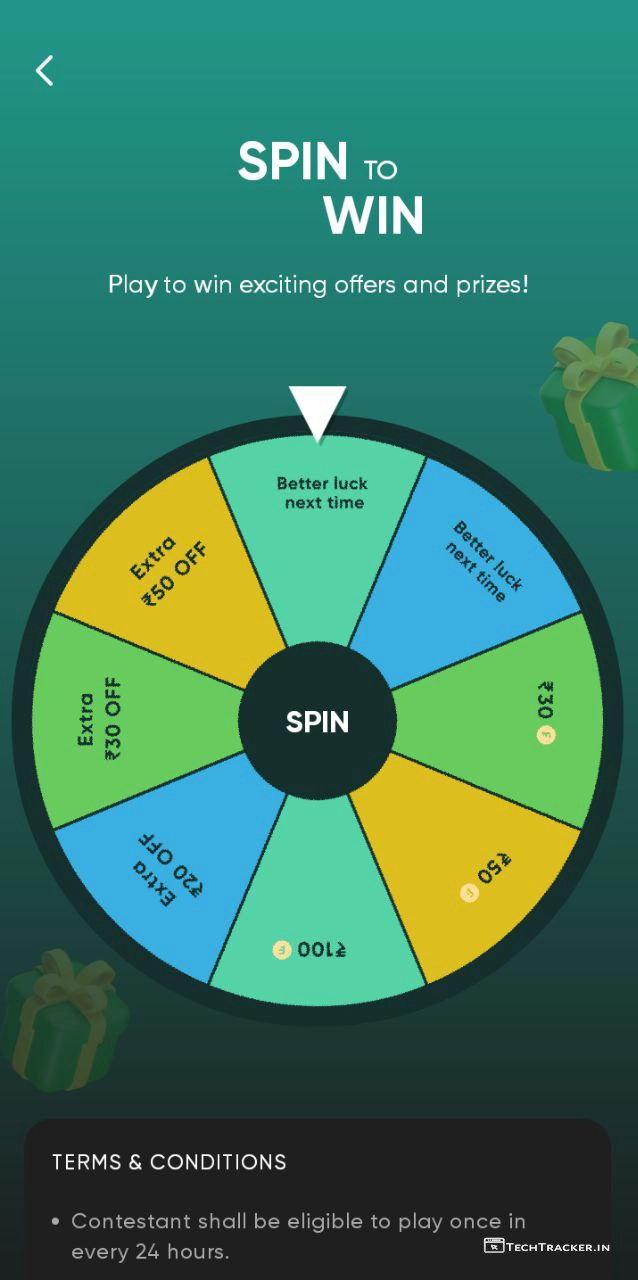 SPIN TO
WIN
Play to win exciting offers and prizes!
Better luck
next time
Better luck
next time
₹30
₹50
₹100
Extra
₹20 OFF
Extra
₹30 OFF
Extra
₹50 OFF
SPIN
TERMS & CONDITIONS
• Contestant shall be eligible to play once in
every 24 hours.
TECHTRACKER.IN